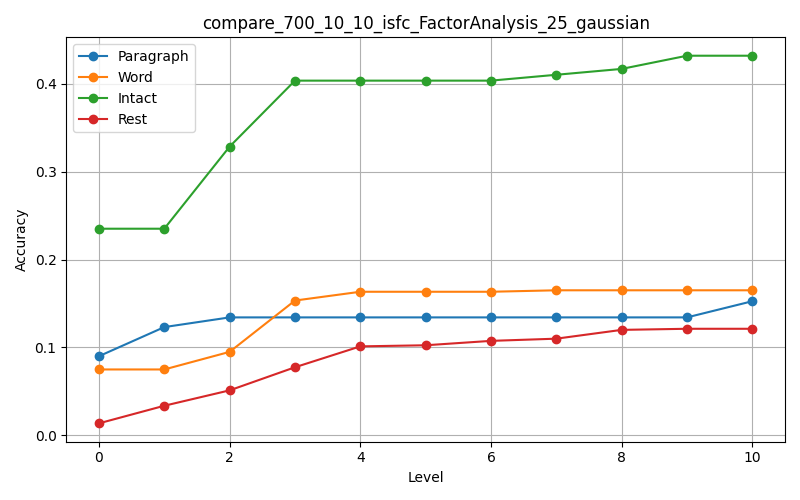 compare_700_10_10_isfc_FactorAnalysis_25_gaussian
Paragraph
Word
Intact
Rest
Accuracy
0.4
0.3
0.2
0.1
0.0
0 2 4 6 8 10
Level